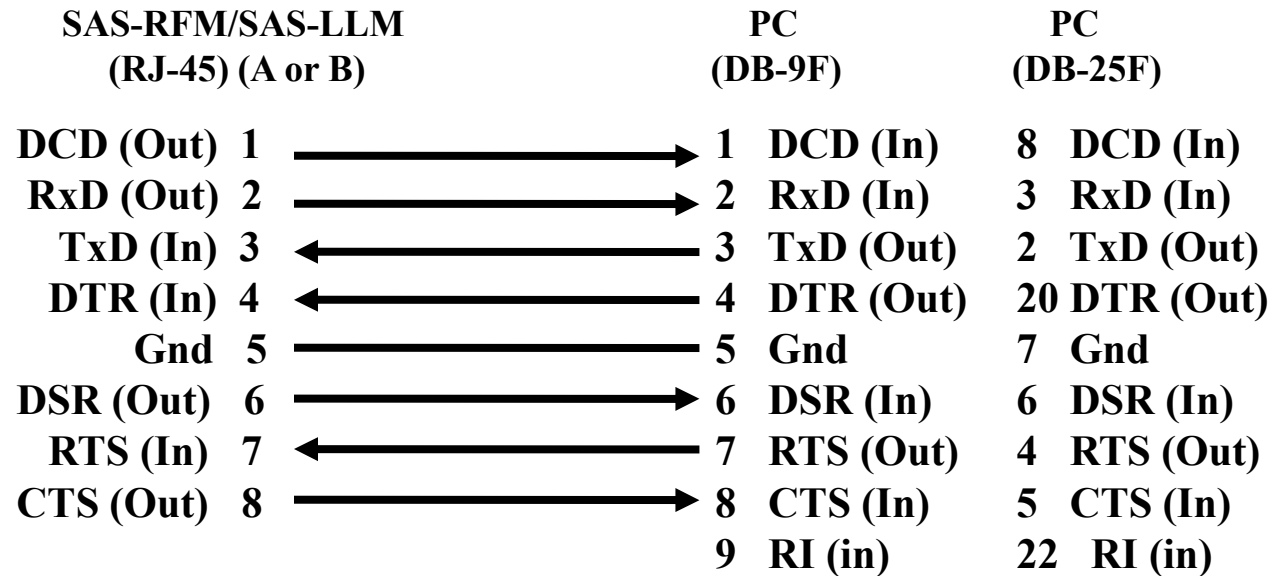 SAS-RFM/SAS-LLM PC PC
(RJ-45) (A or B) (DB-9F) (DB-25F)
DCD (Out) 1 1 DCD (In) 8 DCD (In)
RxD (Out) 2 2 RxD (In) 3 RxD (In)
TxD (In) 3 3 TxD (Out) 2 TxD (Out)
DTR (In) 4 4 DTR (Out) 20 DTR (Out)
Gnd 5 5 Gnd 7 Gnd
DSR (Out) 6 6 DSR (In) 6 DSR (In)
RTS (In) 7 7 RTS (Out) 4 RTS (Out)
CTS (Out) 8 8 CTS (In) 5 CTS (In)
9 RI (in) 22 RI (in)